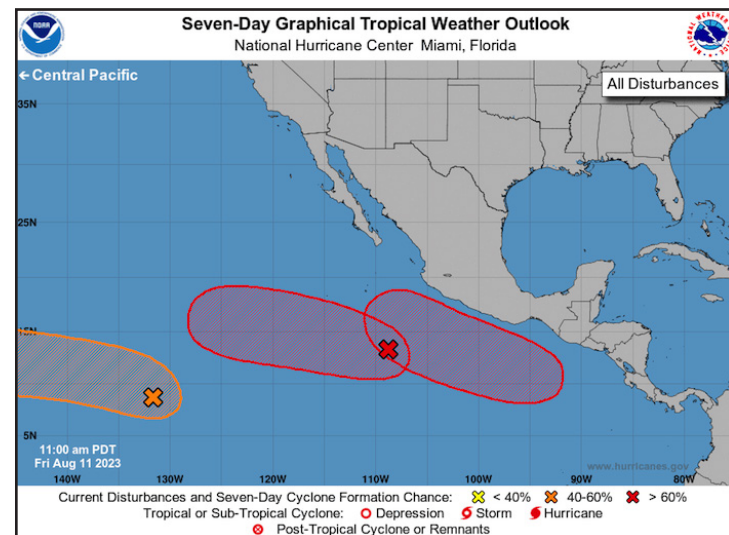 Seven-Day Graphical Tropical Weather Outlook
National Hurricane Center Miami, Florida
NOAA
← Central Pacific
All Disturbances
35N
25N
15N
5N
11:00 am PDT
Fri Aug 11 2023
www.hurricanes.gov
140W 130W 120W 110W 100W 90W 80W
Current Disturbances and Seven-Day Cyclone Formation Chance: < 40% 40-60% > 60%
Tropical or Sub-Tropical Cyclone: Depression Storm Hurricane
Post-Tropical Cyclone or Remnants